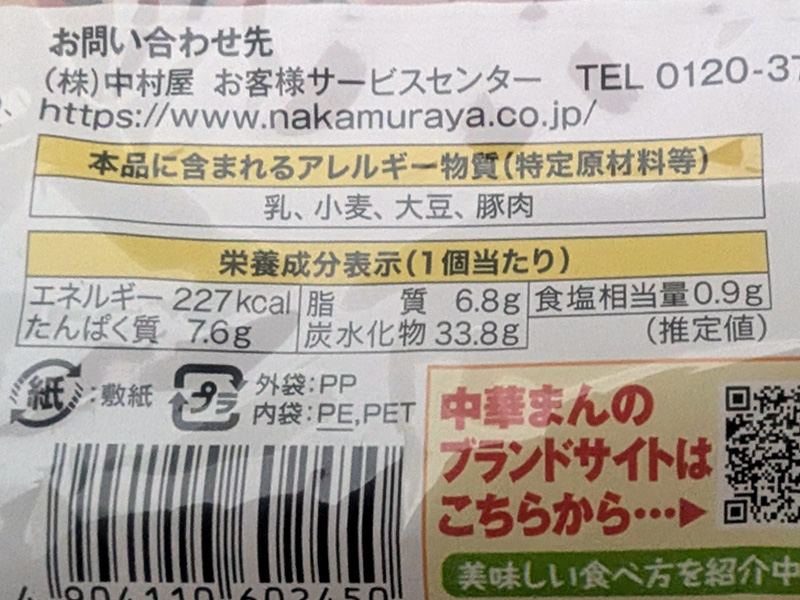 お問い合わせ先
(株)中村屋 お客様サービスセンター TEL 0120-37
https://www.nakamuraya.co.jp/
本品に含まれるアレルギー物質(特定原材料等)
乳、小麦、大豆、豚肉
栄養成分表示(1個当たり)
エネルギー 227kcal 脂質 6.8g 食塩相当量0.9g
たんぱく質 7.6g 炭水化物 33.8g (推定値)
紙:敷紙 プラ 外袋:PP
内袋:PE,PET
中華まんの
ブランドサイトは
こちらから…▶
美味しい食べ方を紹介中
4 904110 602450